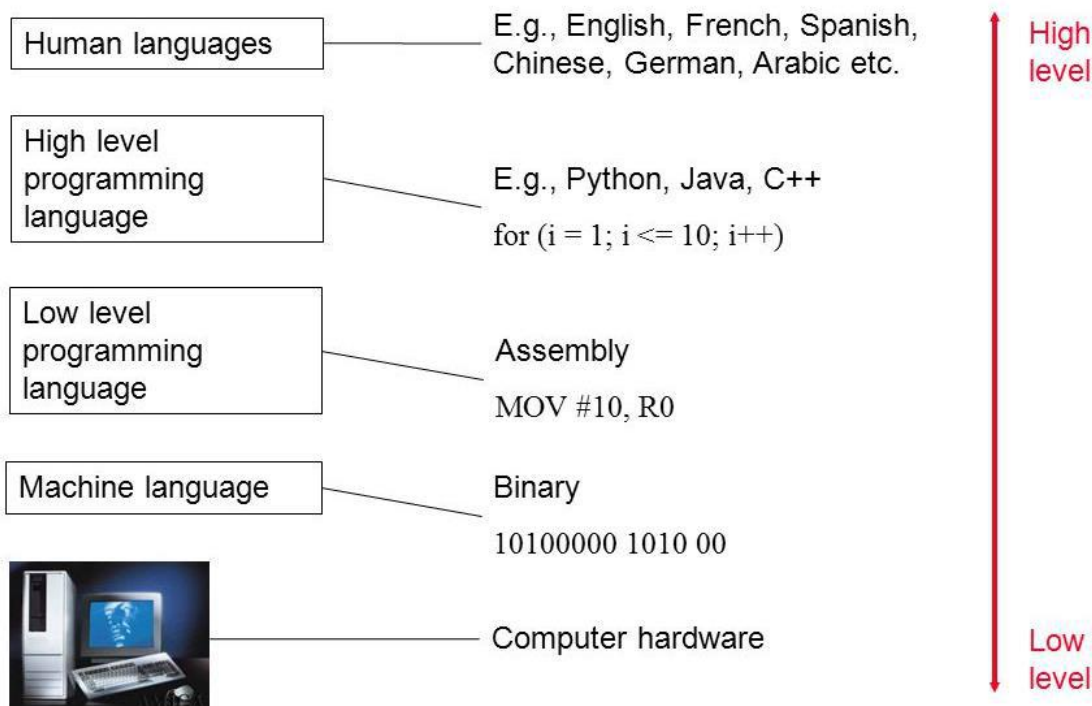 Human languages
E.g., English, French, Spanish,
Chinese, German, Arabic etc.
High
level
High level
programming
language
E.g., Python, Java, C++
for (i = 1; i <= 10; i++)
Low level
programming
language
Assembly
MOV #10, R0
Machine language
Binary
10100000 1010 00
Computer hardware
Low
level